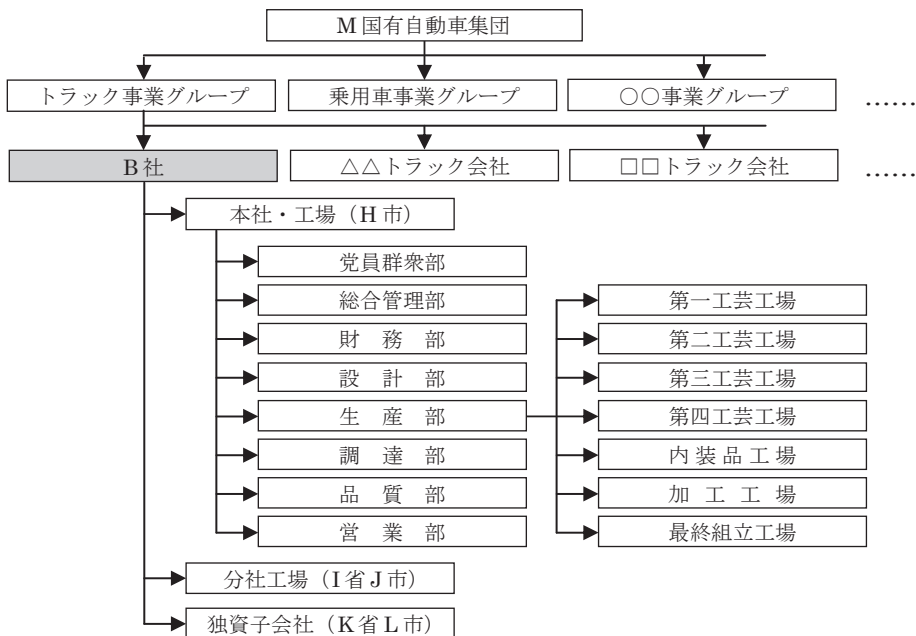 M国有自動車集団
トラック事業グループ 乗用車事業グループ ○○事業グループ ……
B社 △△トラック会社 □□トラック会社 ……
本社・工場（H市）
党員群衆部
総合管理部 第一工芸工場
財務部 第二工芸工場
設計部 第三工芸工場
生産部 第四工芸工場
調達部 内装品工場
品質部 加工工場
営業部 最終組立工場
分社工場（I省J市）
独資子会社（K省L市）